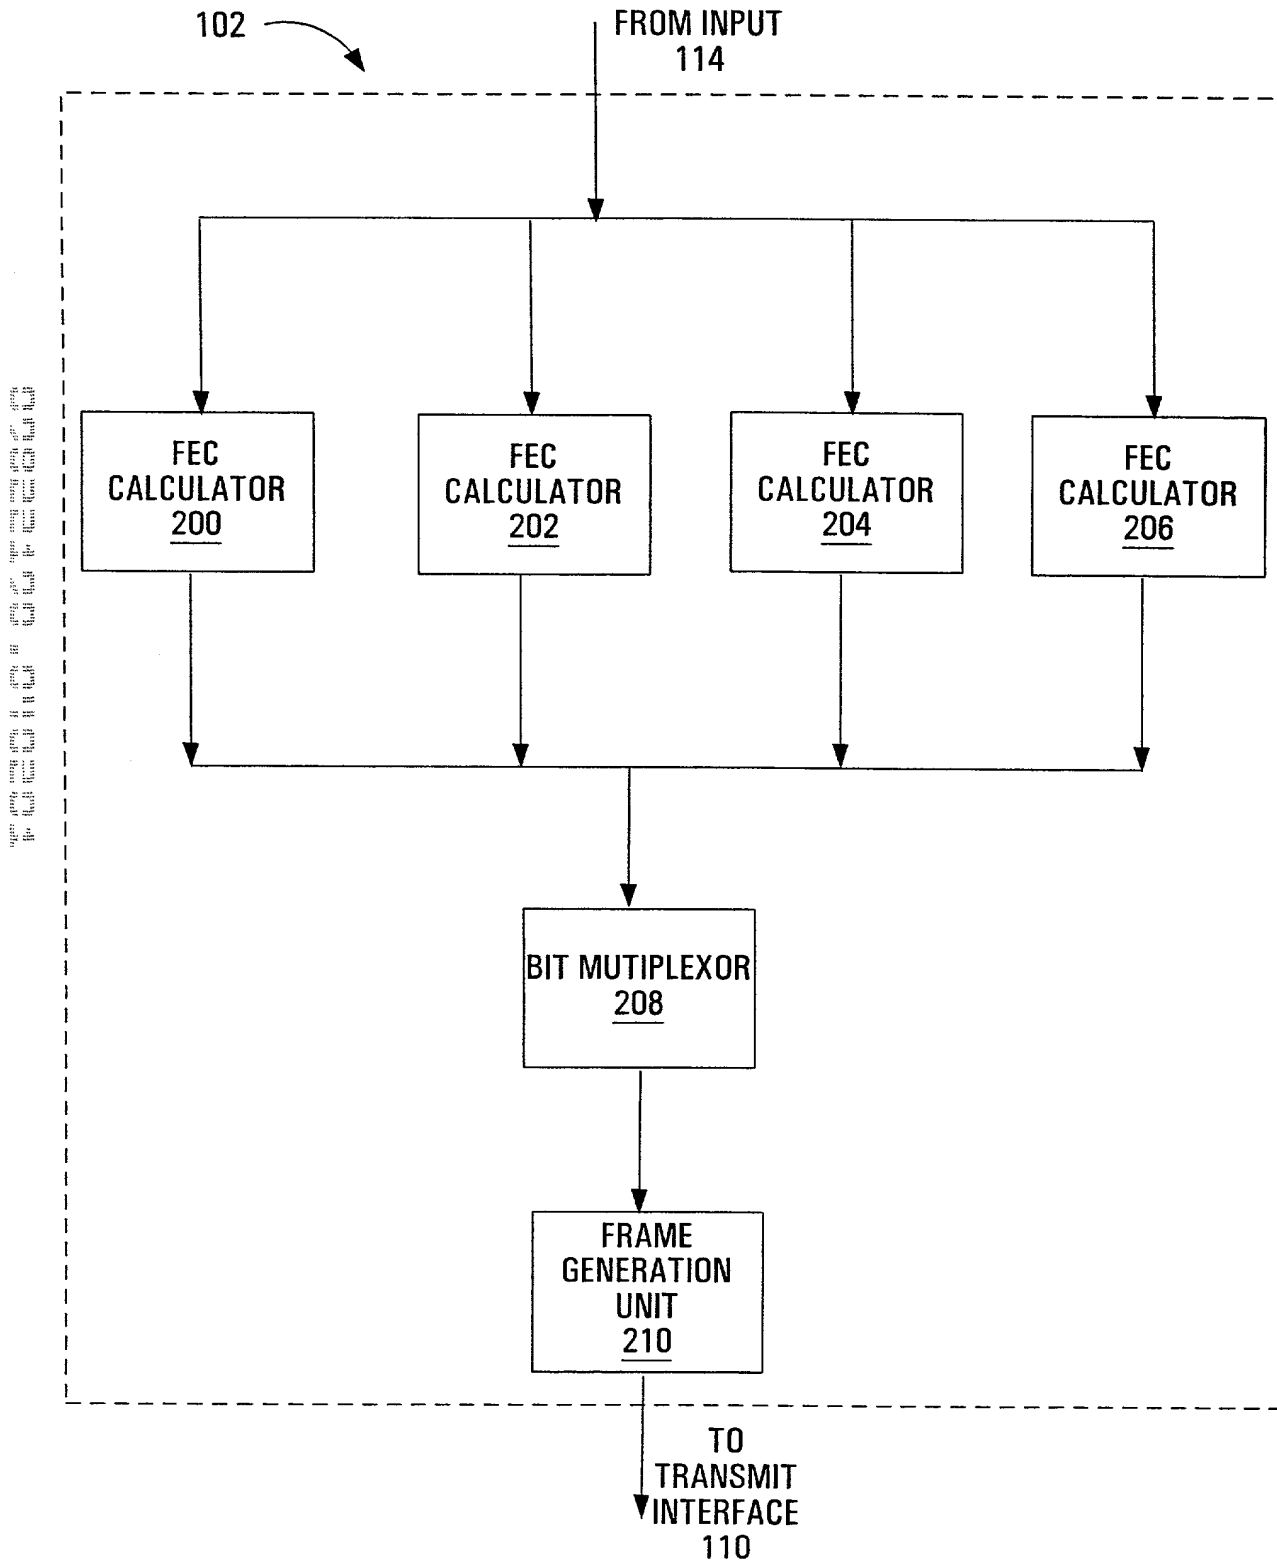 102
FROM INPUT
114
FEC
CALCULATOR
200
FEC
CALCULATOR
202
FEC
CALCULATOR
204
FEC
CALCULATOR
206
BIT MUTIPLEXOR
208
FRAME
GENERATION
UNIT
210
TO
TRANSMIT
INTERFACE
110